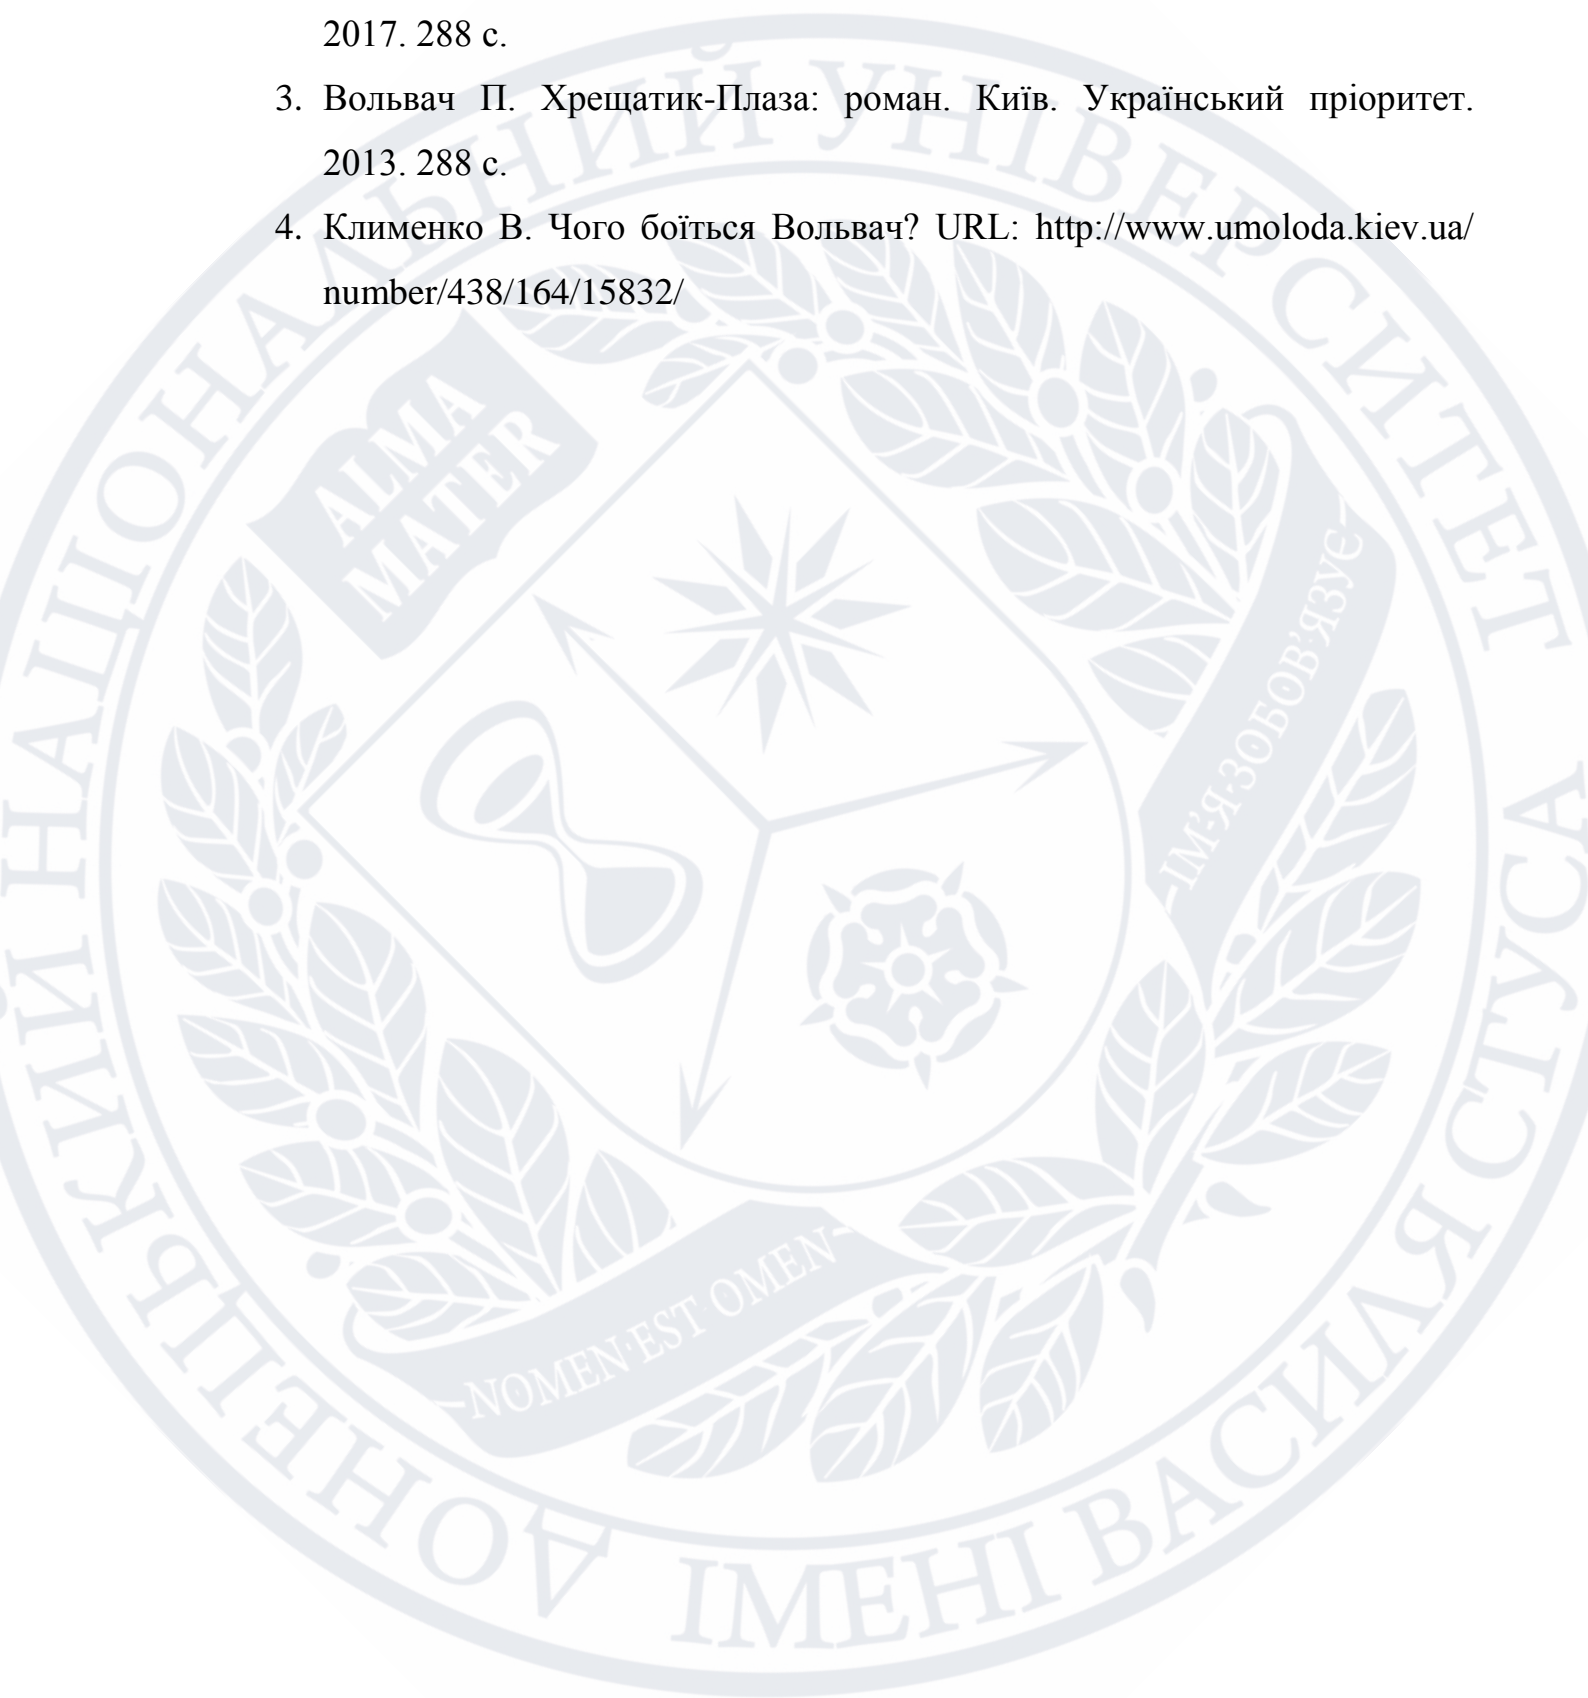 2017. 288 с.
3. Вольвач П. Хрещатик-Плаза: роман. Київ. Український пріоритет.
2013. 288 с.
4. Клименко В. Чого боїться Вольвач? URL: http://www.umoloda.kiev.ua/
number/438/164/15832/
ДОНЕЦЬКИЙ НАЦІОНАЛЬНИЙ УНІВЕРСИТЕТ
ІМЕНІ ВАСИЛЯ СТУСА
ALMA
MATER
ІМ'Я ЗОБОВ'ЯЗУЄ
NOMEN·EST·OMEN